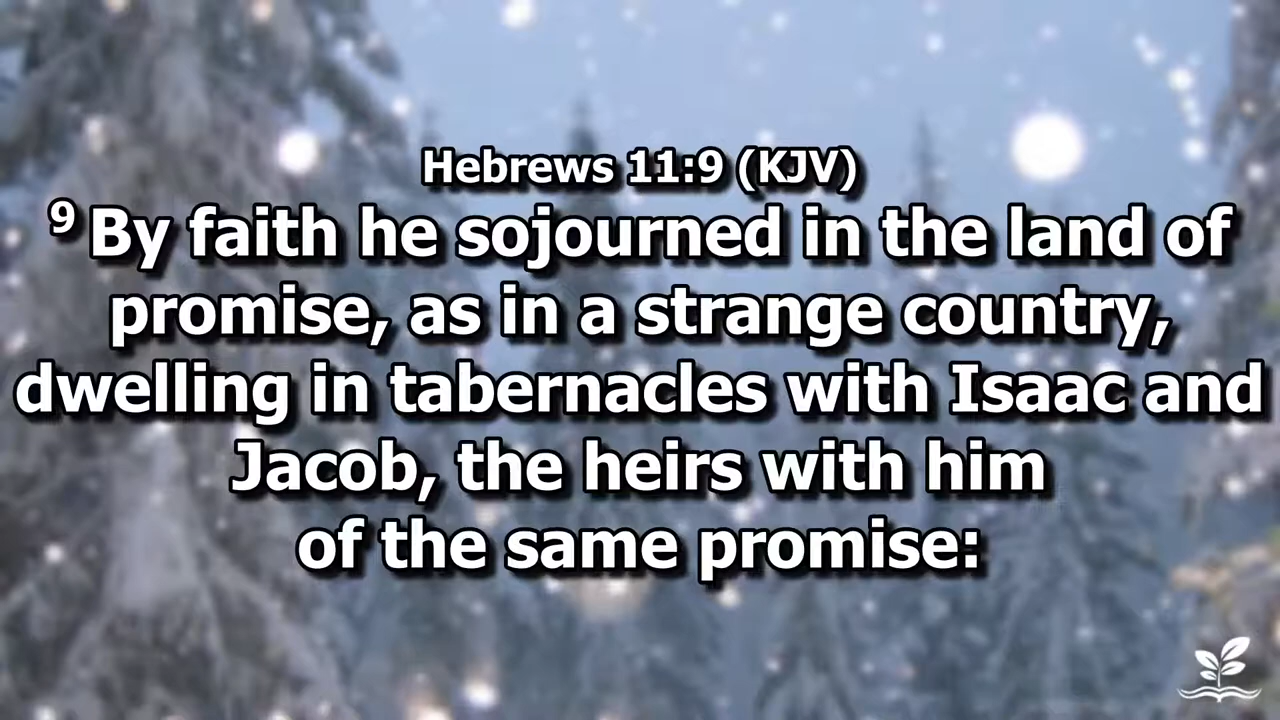 Hebrews 11:9 (KJV)
9 By faith he sojourned in the land of
promise, as in a strange country,
dwelling in tabernacles with Isaac and
Jacob, the heirs with him
of the same promise: